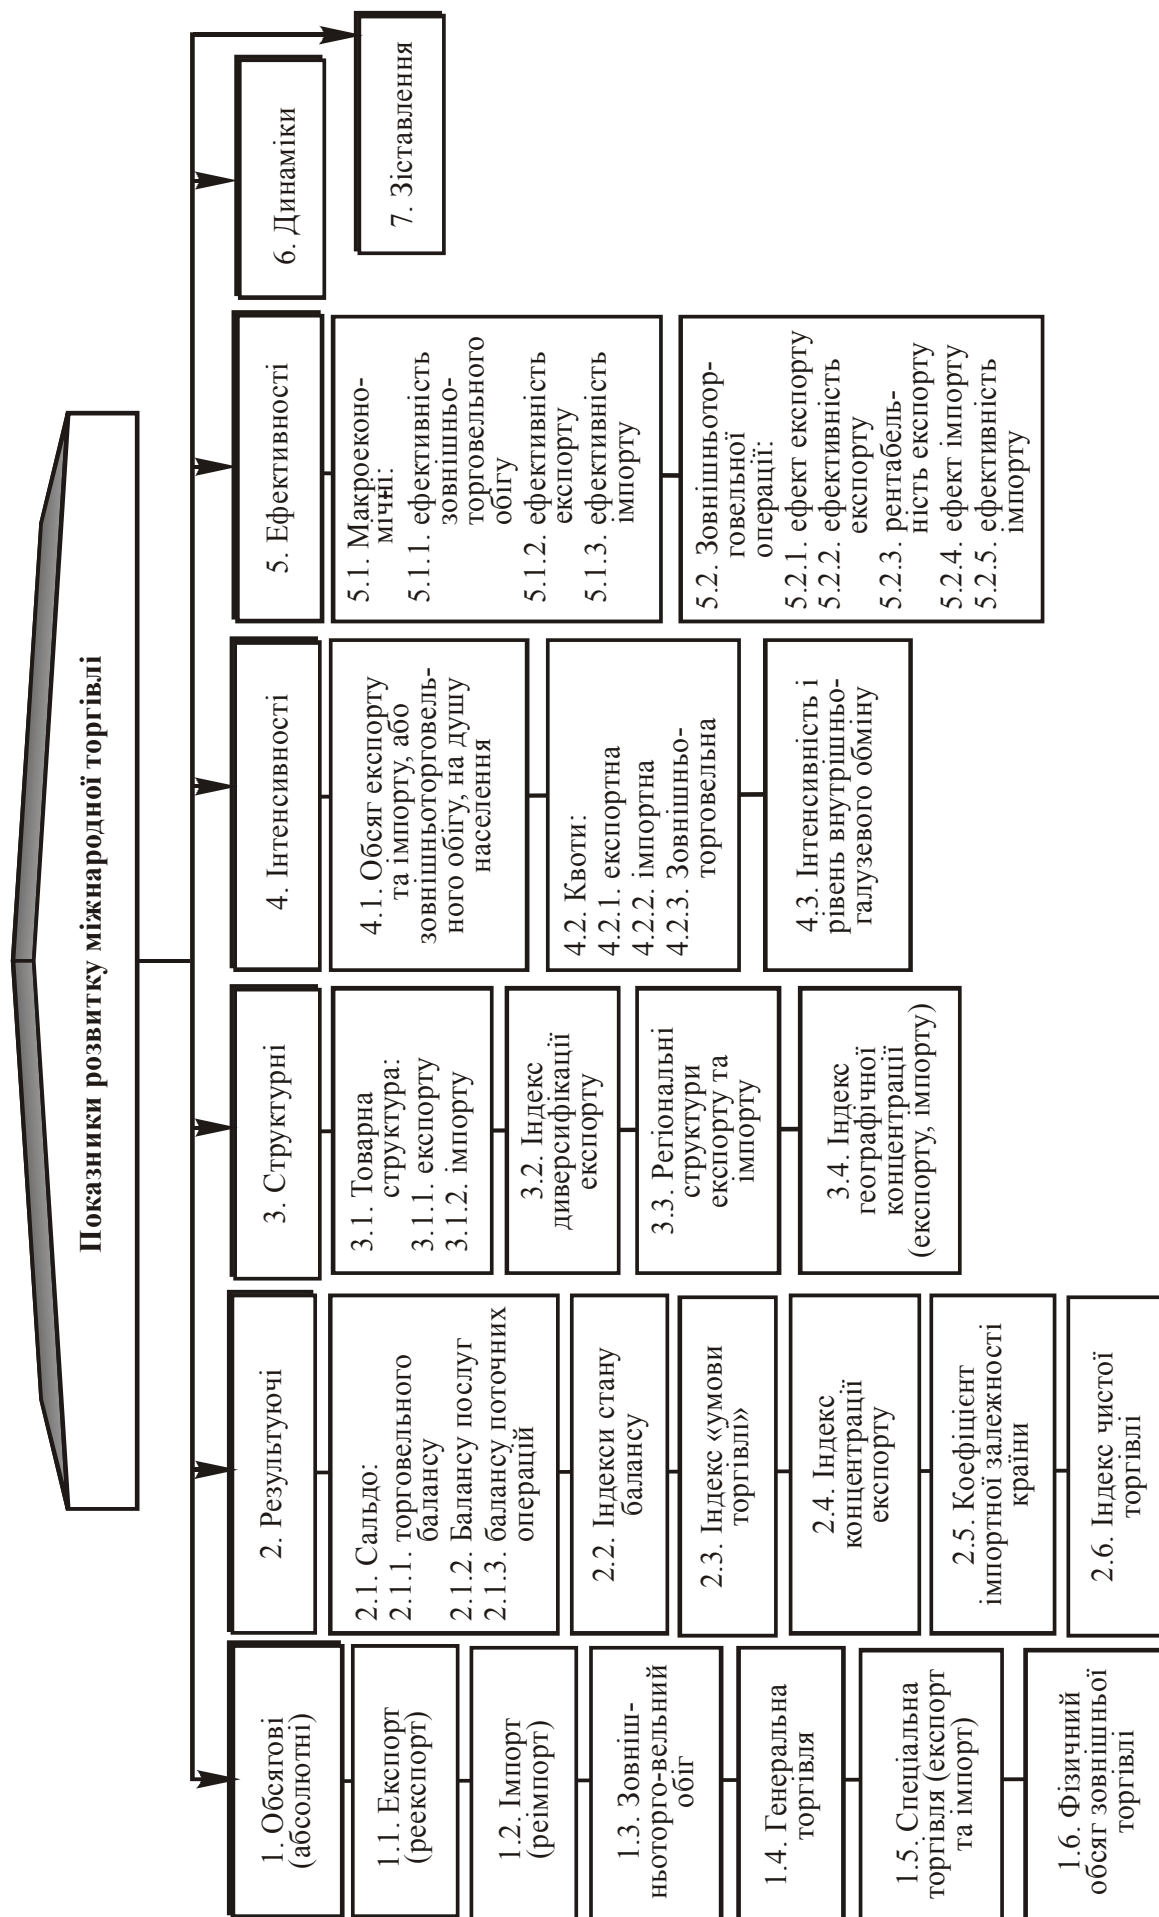 Показники розвитку міжнародної торгівлі
1. Обсягові
(абсолютні)
1.1. Експорт
(реекспорт)
1.2. Імпорт
(реімпорт)
1.3. Зовніш-
ньоторго-вельний
обіг
1.4. Генеральна
торгівля
1.5. Спеціальна
торгівля (експорт
та імпорт)
1.6. Фізичний
обсяг зовнішньої
торгівлі
2. Результуючі
2.1. Сальдо:
2.1.1. торговельного
балансу
2.1.2. Балансу послуг
2.1.3. балансу поточних
операцій
2.2. Індекси стану
балансу
2.3. Індекс «умови
торгівлі»
2.4. Індекс
концентрації
експорту
2.5. Коефіцієнт
імпортної залежності
країни
2.6. Індекс чистої
торгівлі
3. Структурні
3.1. Товарна
структура:
3.1.1. експорту
3.1.2. імпорту
3.2. Індекс
диверсифікації
експорту
3.3. Регіональні
структури
експорту та
імпорту
3.4. Індекс
географічної
концентрації
(експорту, імпорту)
4. Інтенсивності
4.1. Обсяг експорту
та імпорту, або
зовнішньоторговель-
ного обігу, на душу
населення
4.2. Квоти:
4.2.1. експортна
4.2.2. імпортна
4.2.3. Зовнішньо-
торговельна
4.3. Інтенсивність і
рівень внутрішньо-
галузевого обміну
5. Ефективності
5.1. Макроеконо-
мічні:
5.1.1. ефективність
зовнішньо-
торговельного
обігу
5.1.2. ефективність
експорту
5.1.3. ефективність
імпорту
5.2. Зовнішньотор-
говельної
операції:
5.2.1. ефект експорту
5.2.2. ефективність
експорту
5.2.3. рентабель-
ність експорту
5.2.4. ефект імпорту
5.2.5. ефективність
імпорту
6. Динаміки
7. Зіставлення